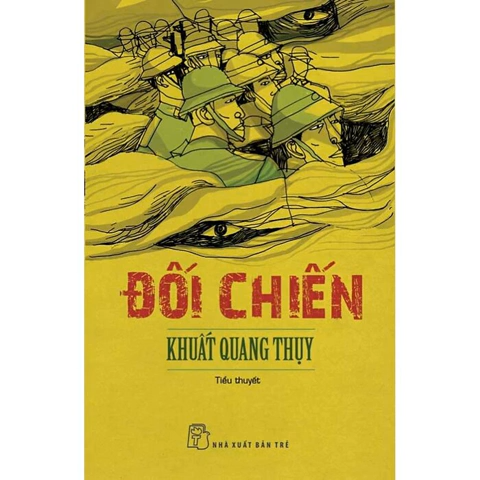 ĐỐI CHIẾN
KHUẤT QUANG THỤY
Tiểu thuyết
NHÀ XUẤT BẢN TRẺ